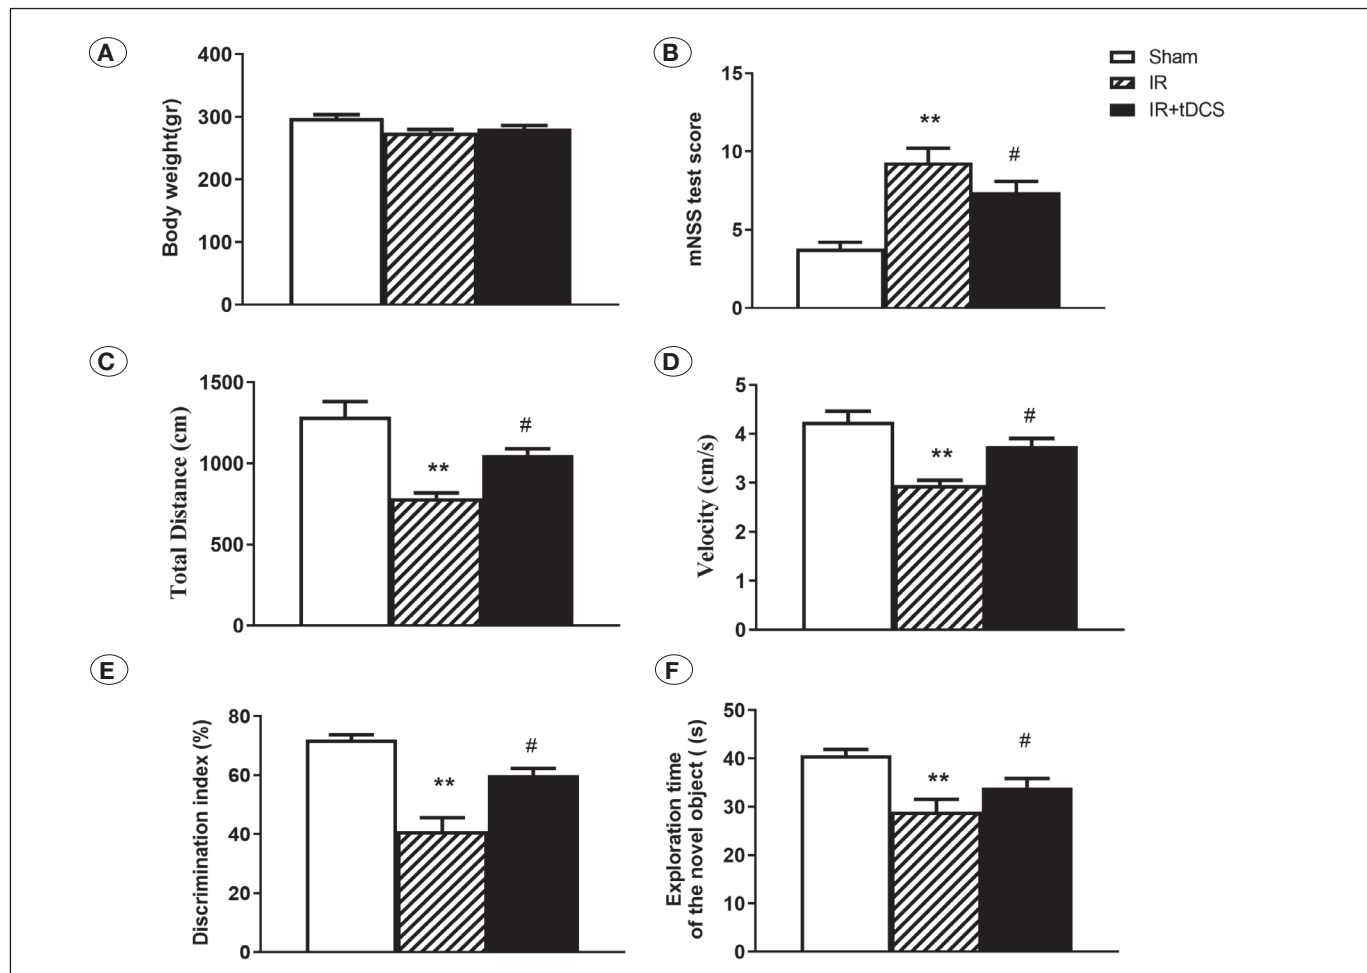 A
Body weight(gr)
400
300
200
100
0
B
mNSS test score
15
10
5
0
**
#
Sham
IR
IR+tDCS
C
Total Distance (cm)
1500
1000
500
0
**
#
D
Velocity (cm/s)
5
4
3
2
1
0
**
#
E
Discrimination index (%)
80
60
40
20
0
**
#
F
Exploration time
of the novel object ( (s)
50
40
30
20
10
0
**
#